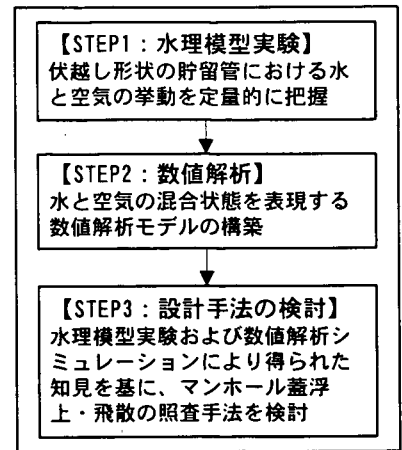 【STEP1：水理模型実験】
伏越し形状の貯留管における水
と空気の挙動を定量的に把握
【STEP2：数値解析】
水と空気の混合状態を表現する
数値解析モデルの構築
【STEP3：設計手法の検討】
水理模型実験および数値解析シ
ミュレーションにより得られた
知見を基に、マンホール蓋浮
上・飛散の照査手法を検討